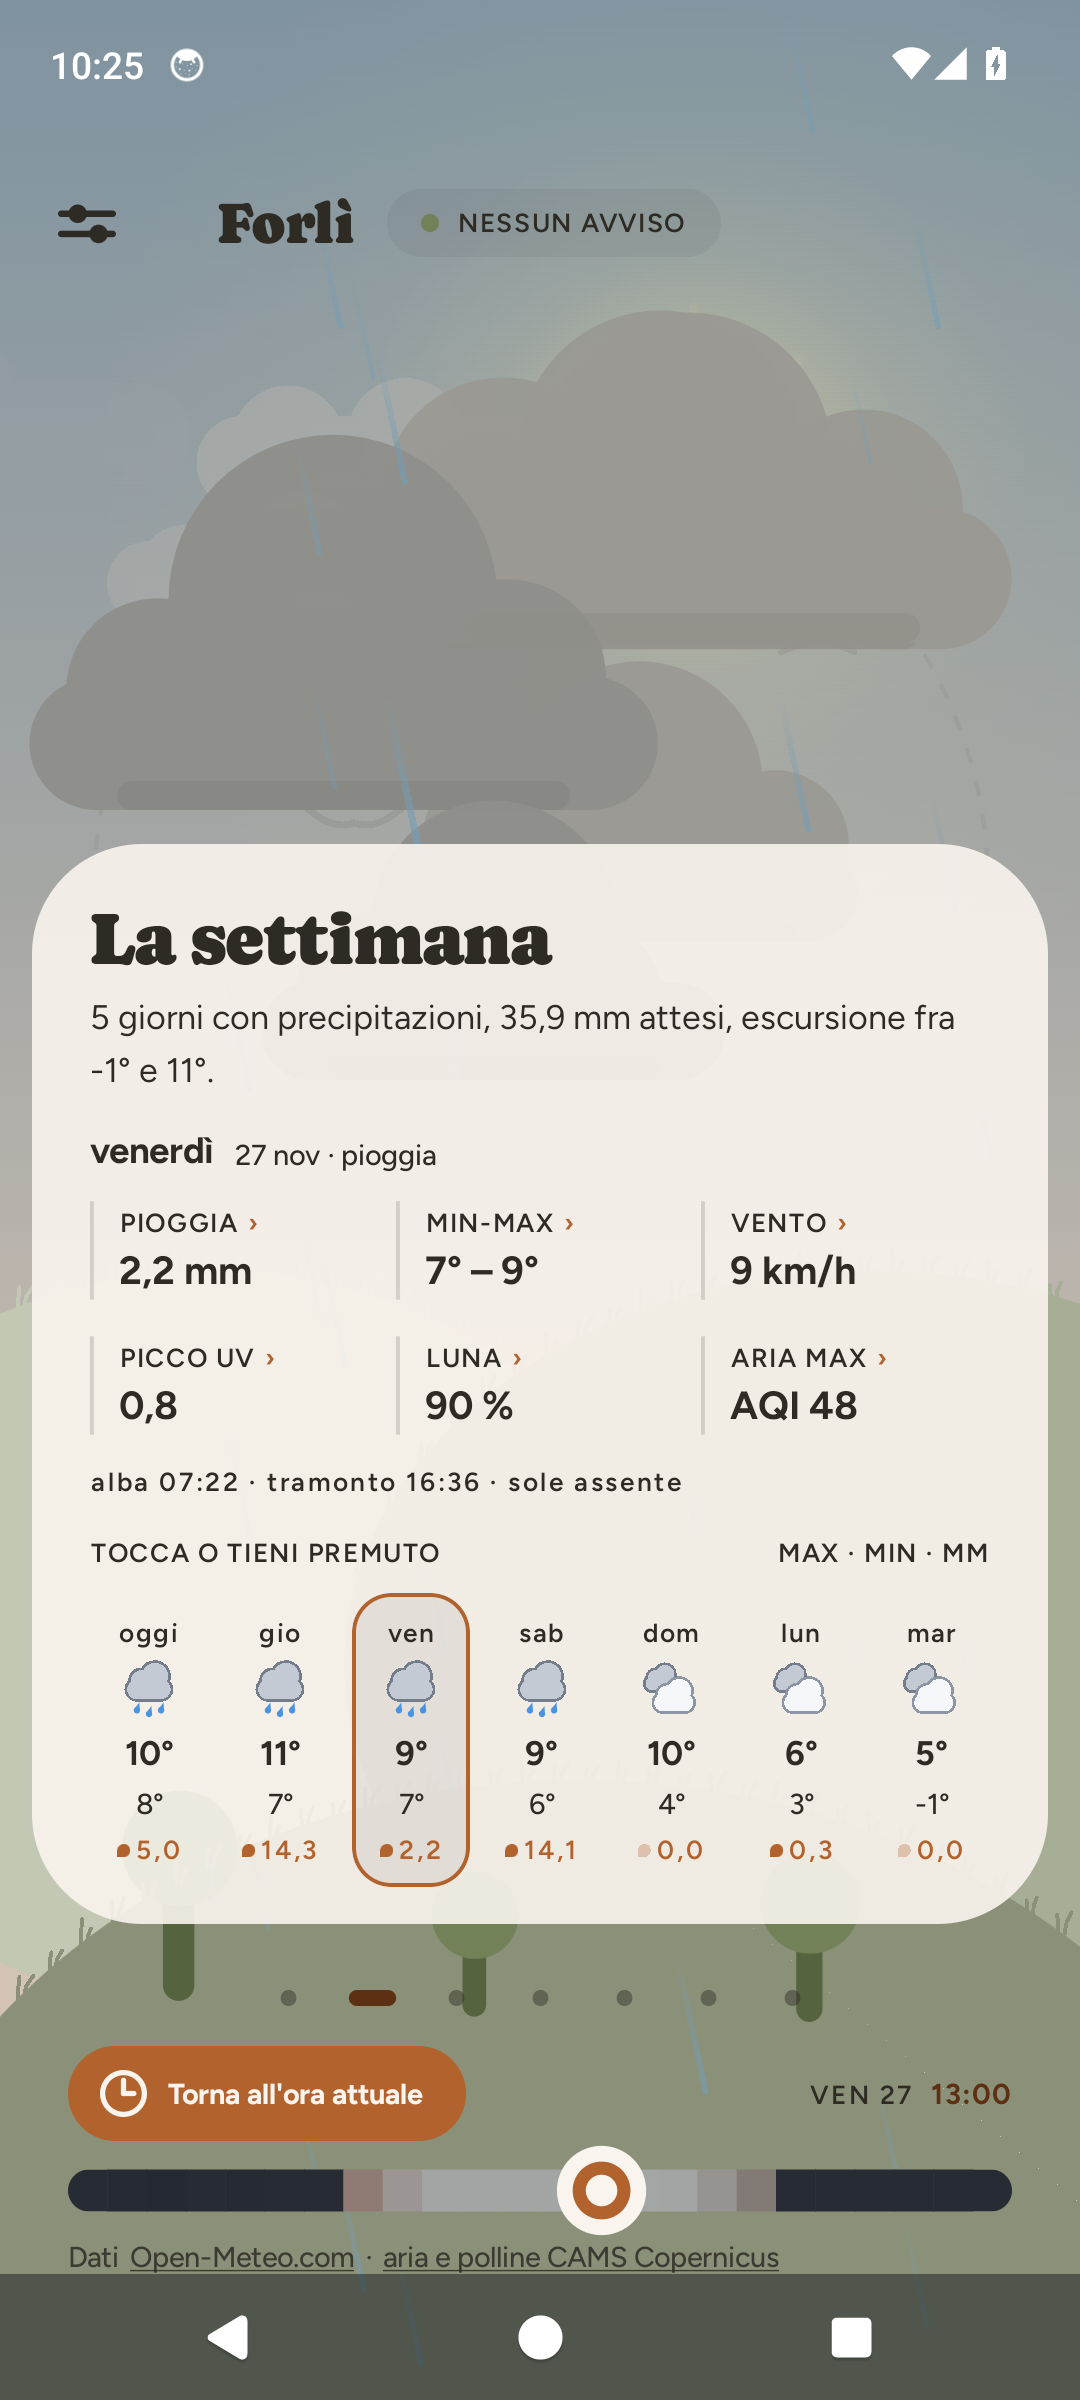 10:25
Forlì
NESSUN AVVISO
La settimana
5 giorni con precipitazioni, 35,9 mm attesi, escursione fra
-1° e 11°.
venerdì 27 nov · pioggia
PIOGGIA › MIN-MAX › VENTO ›
2,2 mm 7° – 9° 9 km/h
PICCO UV › LUNA › ARIA MAX ›
0,8 90 % AQI 48
alba 07:22 · tramonto 16:36 · sole assente
TOCCA O TIENI PREMUTO MAX · MIN · MM
oggi gio ven sab dom lun mar
10° 11° 9° 9° 10° 6° 5°
8° 7° 7° 6° 4° 3° -1°
5,0 14,3 2,2 14,1 0,0 0,3 0,0
Torna all'ora attuale VEN 27 13:00
Dati Open-Meteo.com · aria e polline CAMS Copernicus